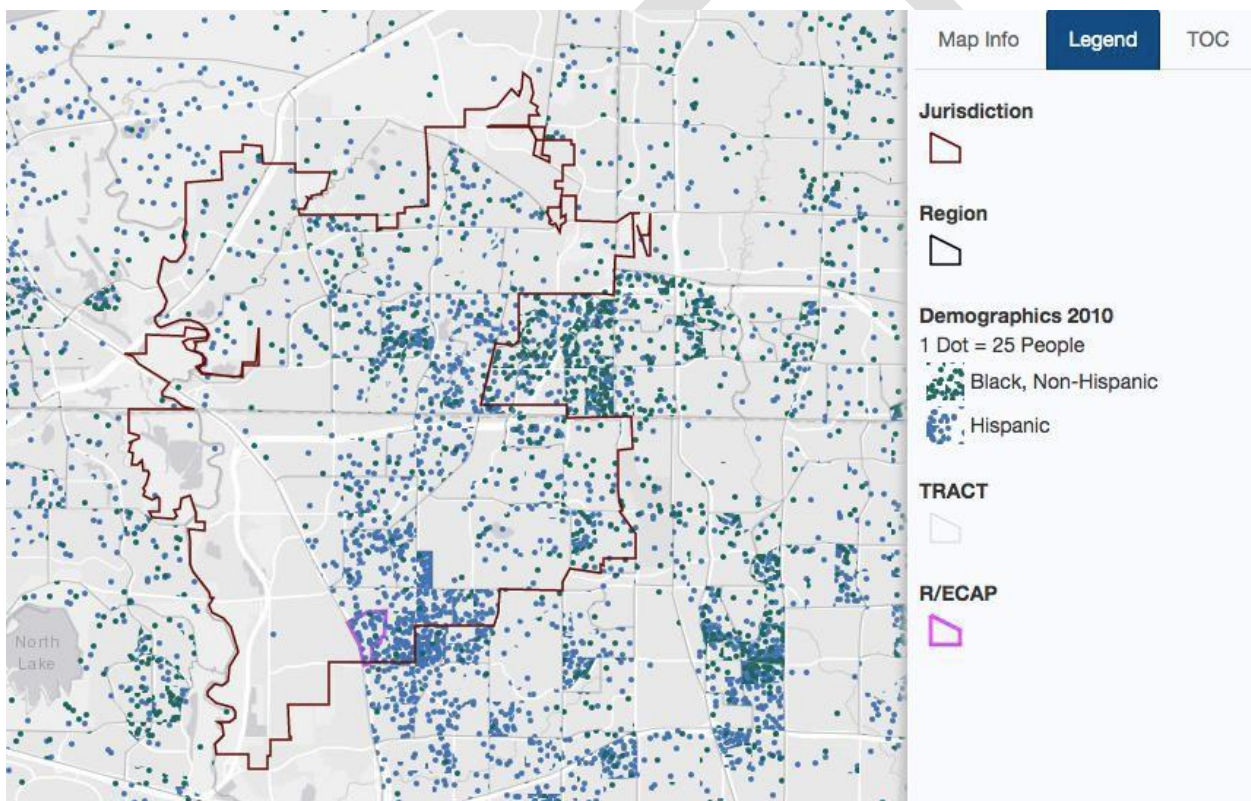 Map Info
Legend
TOC
Jurisdiction
Region
Demographics 2010
1 Dot = 25 People
Black, Non-Hispanic
Hispanic
TRACT
R/ECAP
North
Lake